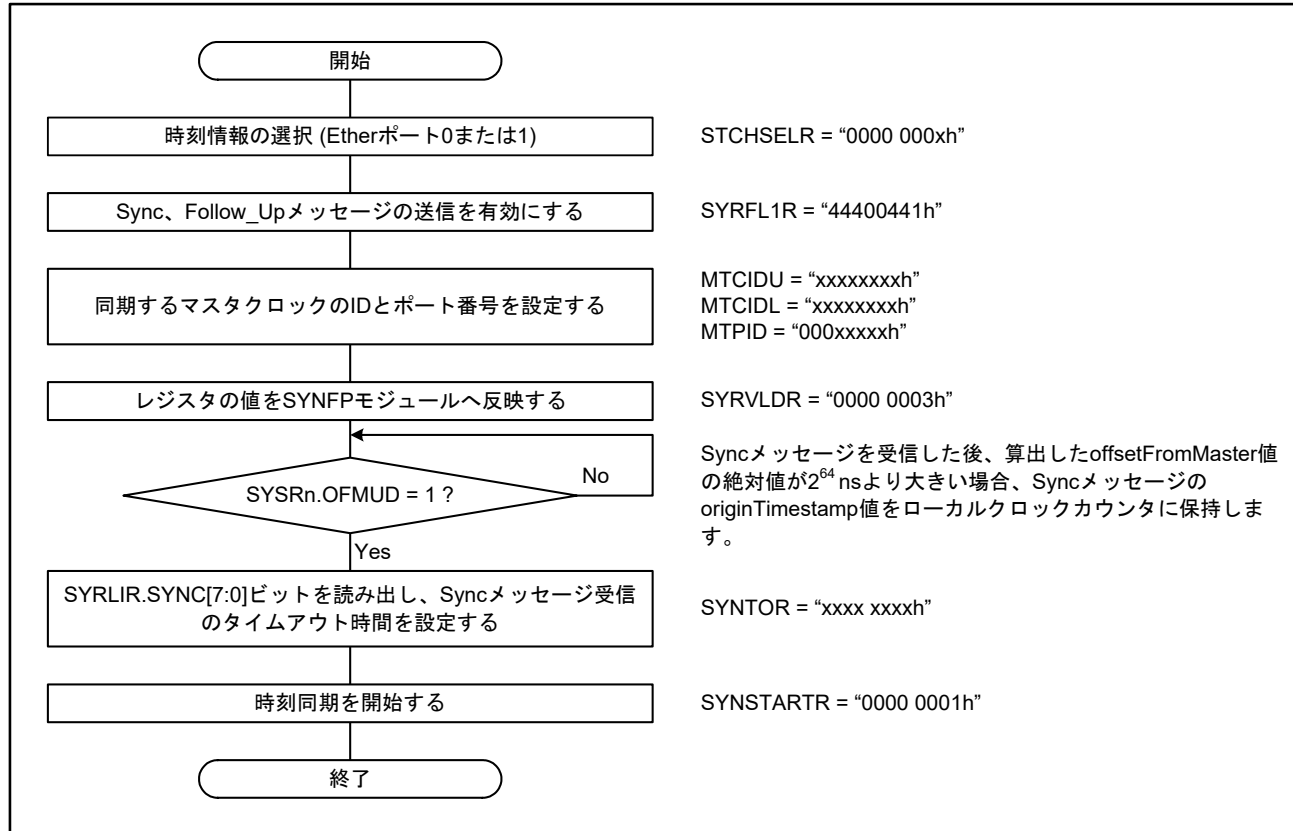 開始
時刻情報の選択 (Etherポート0または1)
STCHSELR = “0000 000xh”
Sync、Follow_Upメッセージの送信を有効にする
SYRFL1R = “44400441h”
同期するマスタクロックのIDとポート番号を設定する
MTCIDU = “xxxxxxxxh”
MTCIDL = “xxxxxxxxh”
MTPID = “000xxxxxh”
レジスタの値をSYNFPモジュールへ反映する
SYRVLDR = “0000 0003h”
SYSRn.OFMUD = 1 ?
No
Yes
Syncメッセージを受信した後、算出したoffsetFromMaster値
の絶対値が2^64 nsより大きい場合、Syncメッセージの
originTimestamp値をローカルクロックカウンタに保持しま
す。
SYRLIR.SYNC[7:0]ビットを読み出し、Syncメッセージ受信
のタイムアウト時間を設定する
SYNTOR = “xxxx xxxxh”
時刻同期を開始する
SYNSTARTR = “0000 0001h”
終了